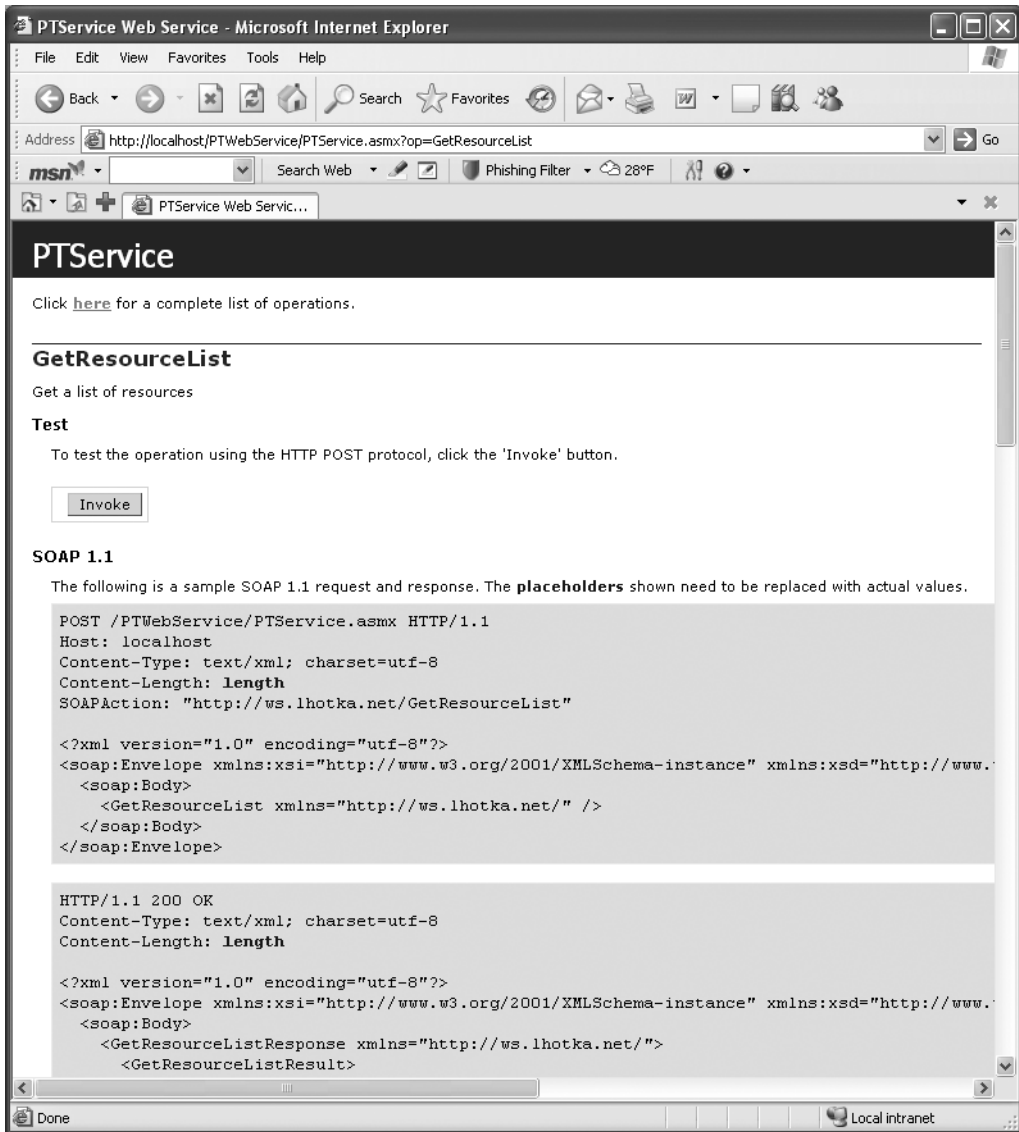 PTService Web Service - Microsoft Internet Explorer
File Edit View Favorites Tools Help
Back Search Favorites
Address http://localhost/PTWebService/PTService.asmx?op=GetResourceList Go
msn Search Web Phishing Filter 28°F
PTService Web Servic...
PTService
Click here for a complete list of operations.
GetResourceList
Get a list of resources
Test
To test the operation using the HTTP POST protocol, click the 'Invoke' button.
Invoke
SOAP 1.1
The following is a sample SOAP 1.1 request and response. The placeholders shown need to be replaced with actual values.
POST /PTWebService/PTService.asmx HTTP/1.1
Host: localhost
Content-Type: text/xml; charset=utf-8
Content-Length: length
SOAPAction: "http://ws.lhotka.net/GetResourceList"
<?xml version="1.0" encoding="utf-8"?>
<soap:Envelope xmlns:xsi="http://www.w3.org/2001/XMLSchema-instance" xmlns:xsd="http://www.
<soap:Body>
<GetResourceList xmlns="http://ws.lhotka.net/" />
</soap:Body>
</soap:Envelope>
HTTP/1.1 200 OK
Content-Type: text/xml; charset=utf-8
Content-Length: length
<?xml version="1.0" encoding="utf-8"?>
<soap:Envelope xmlns:xsi="http://www.w3.org/2001/XMLSchema-instance" xmlns:xsd="http://www.
<soap:Body>
<GetResourceListResponse xmlns="http://ws.lhotka.net/">
<GetResourceListResult>
Done Local intranet